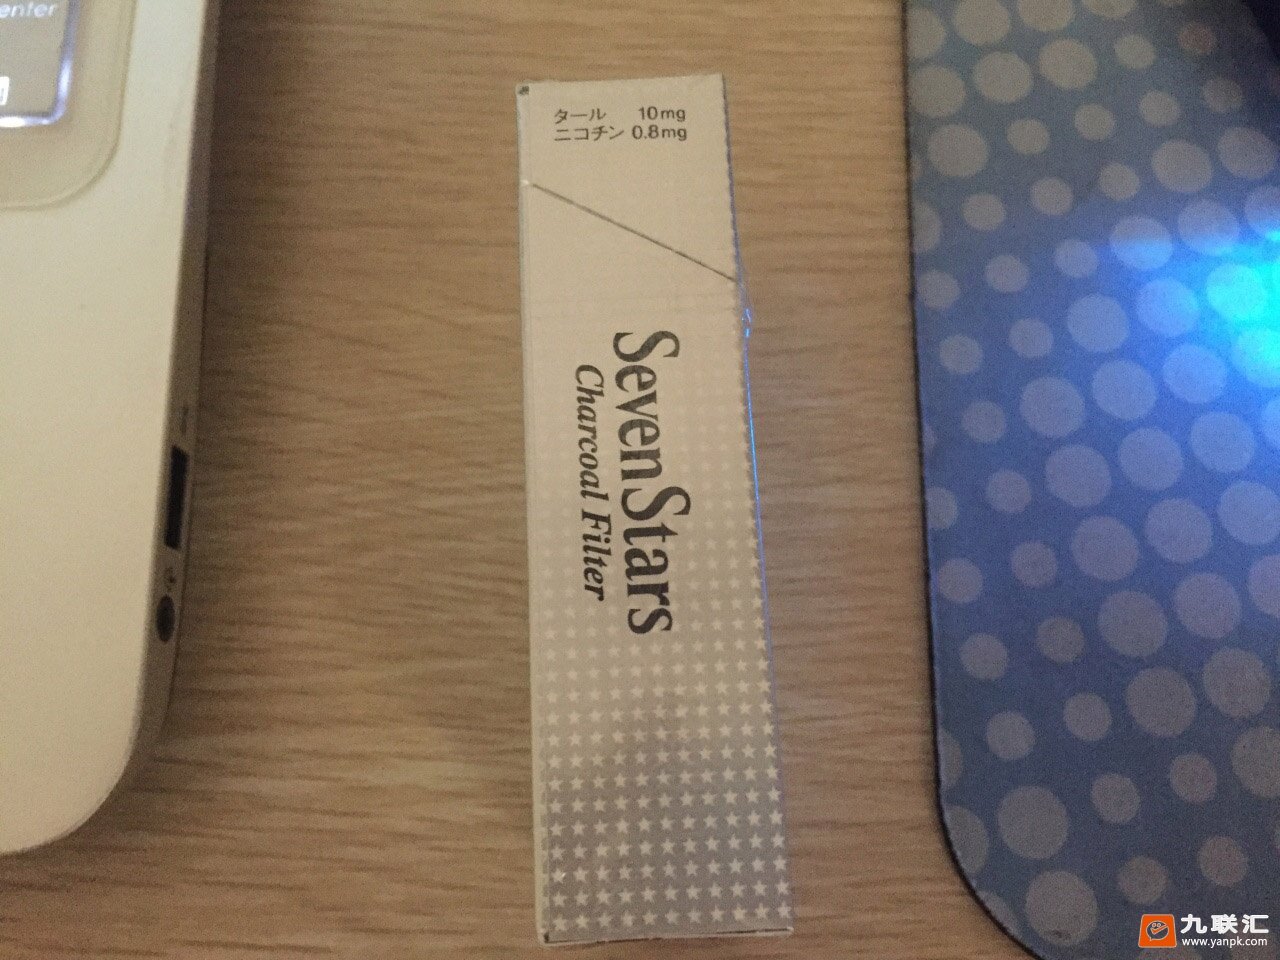 enter
タール 10mg
ニコチン 0.8mg
SevenStars
Charcoal Filter
九联汇
www.yanpk.com